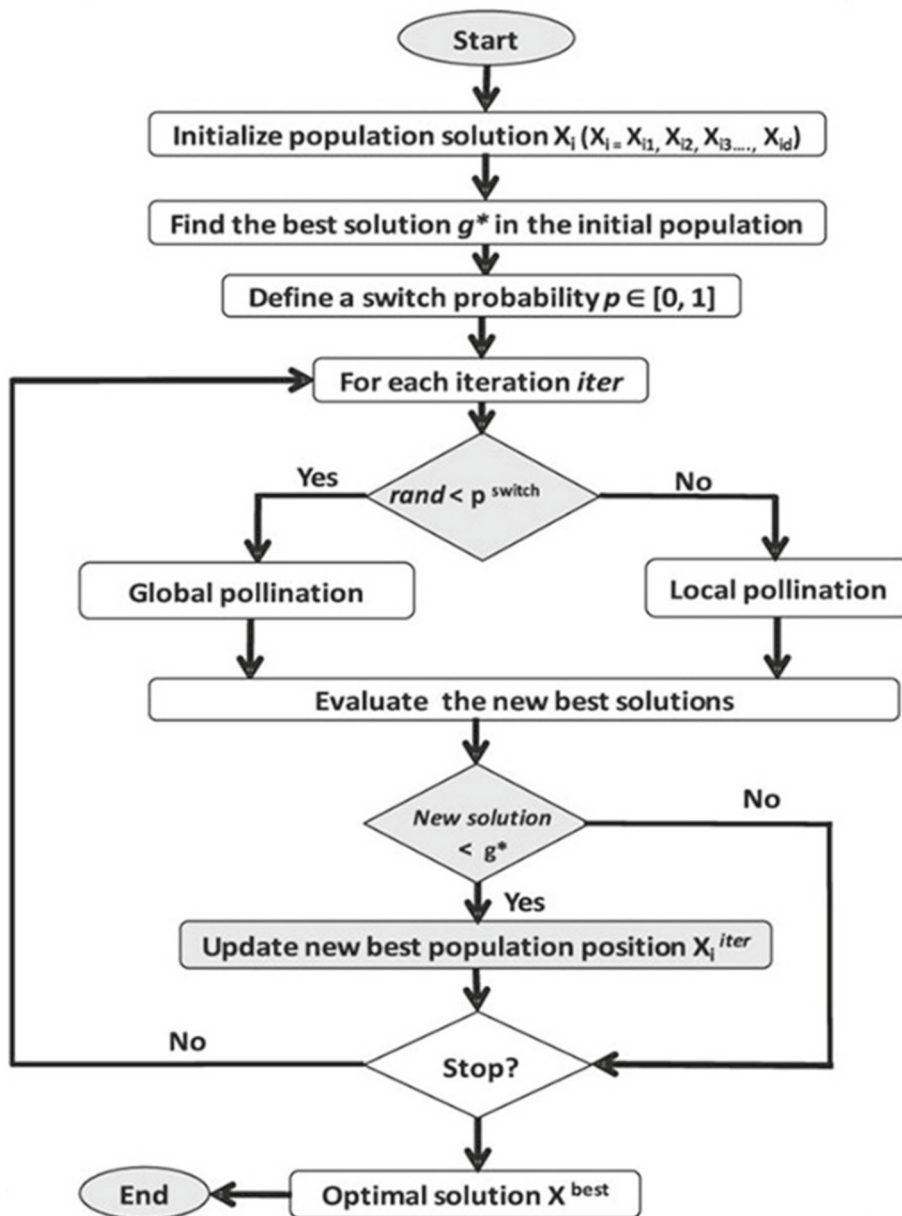 Start
Initialize population solution Xi (Xi = Xi1, Xi2, Xi3...., Xid)
Find the best solution g* in the initial population
Define a switch probability p ∈ [0, 1]
For each iteration iter
Yes
rand < p switch
No
Global pollination
Local pollination
Evaluate the new best solutions
New solution
< g*
No
Yes
Update new best population position Xi iter
No
Stop?
End
Optimal solution X best